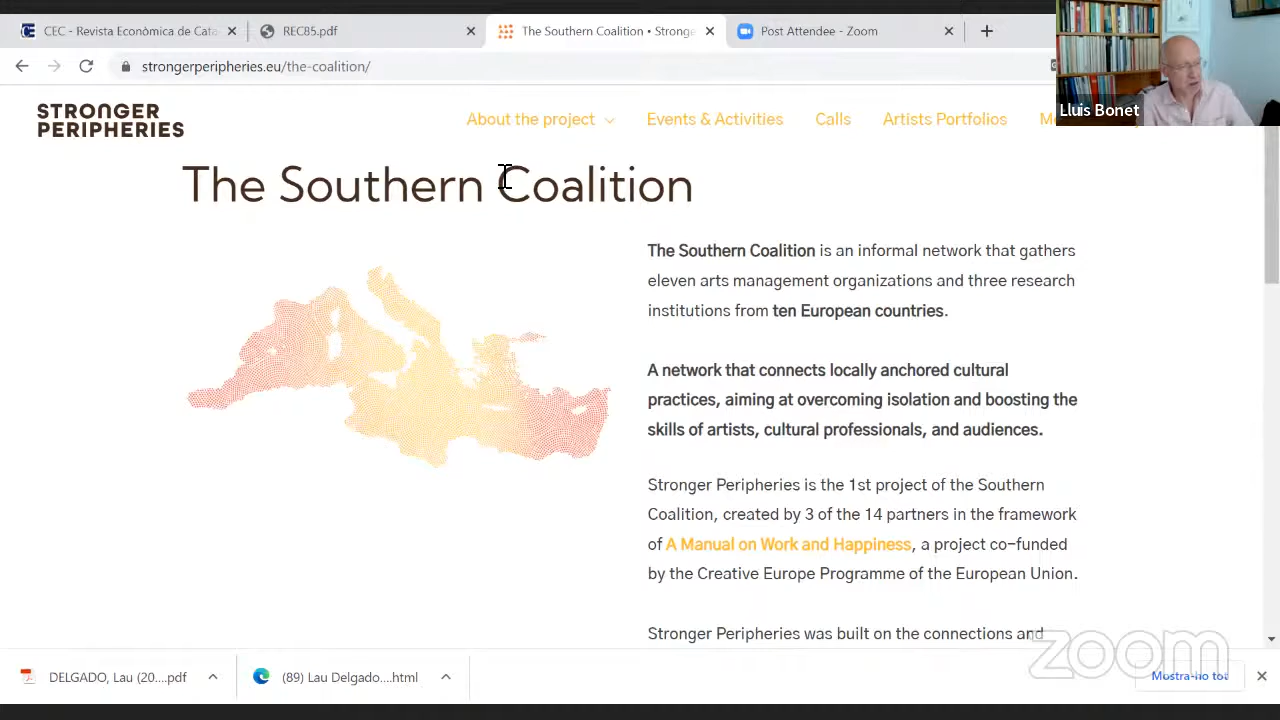 CEC - Revista Econòmica de Cata
REC85.pdf
The Southern Coalition • Stronge
Post Attendee - Zoom
strongerperipheries.eu/the-coalition/
Lluis Bonet
STRONGER
PERIPHERIES
About the project
Events & Activities
Calls
Artists Portfolios
The Southern Coalition
The Southern Coalition is an informal network that gathers
eleven arts management organizations and three research
institutions from ten European countries.
A network that connects locally anchored cultural
practices, aiming at overcoming isolation and boosting the
skills of artists, cultural professionals, and audiences.
Stronger Peripheries is the 1st project of the Southern
Coalition, created by 3 of the 14 partners in the framework
of A Manual on Work and Happiness, a project co-funded
by the Creative Europe Programme of the European Union.
Stronger Peripheries was built on the connections and
zoom
DELGADO, Lau (20....pdf
(89) Lau Delgado....html
Mostra-ho tot